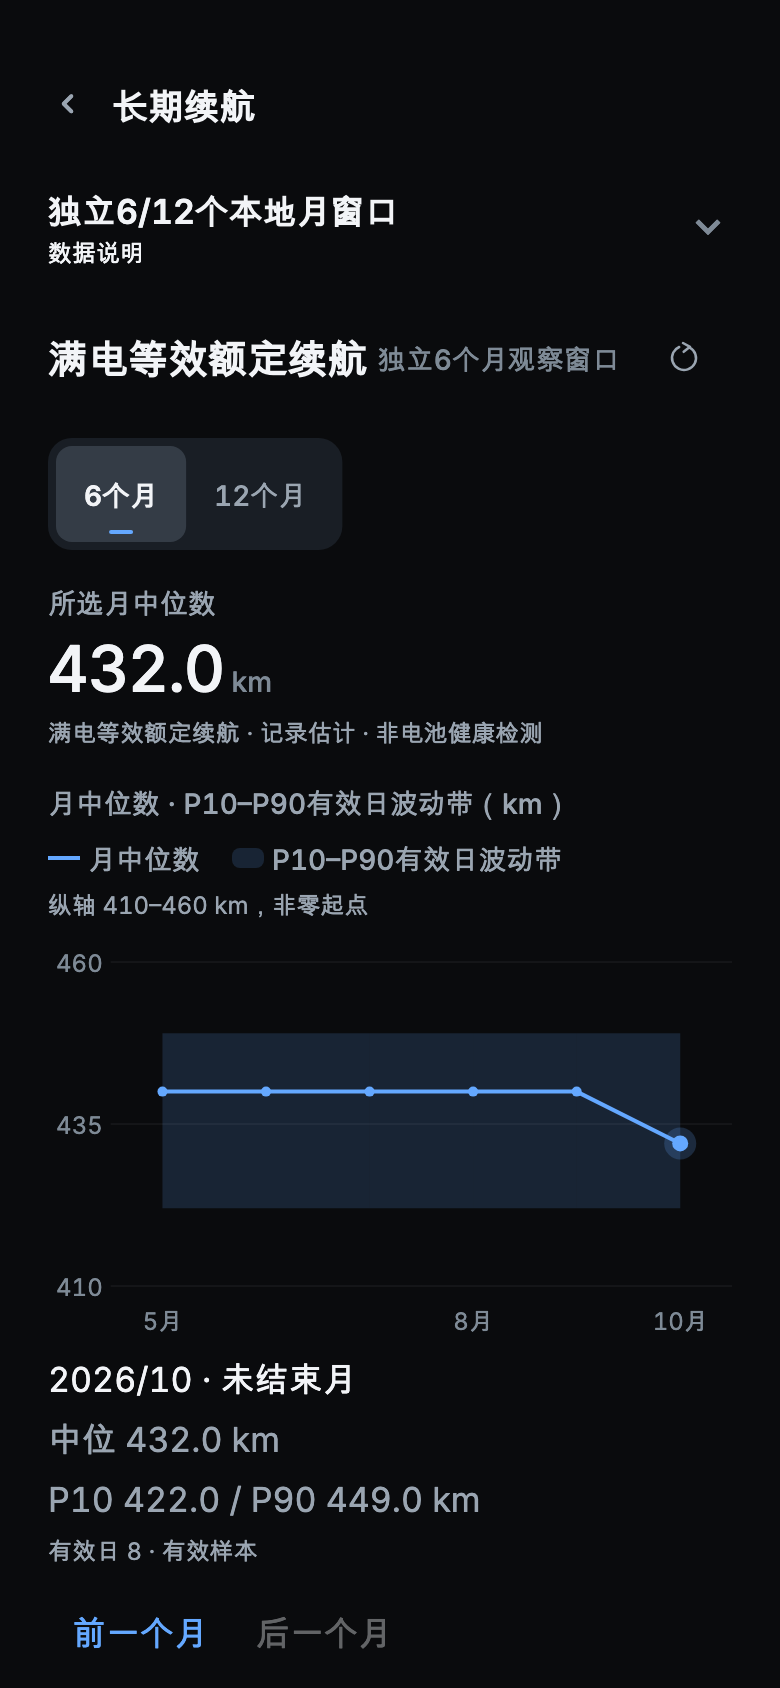 长期续航
独立6/12个本地月窗口
数据说明
满电等效额定续航 独立6个月观察窗口
6个月 12个月
所选月中位数
432.0 km
满电等效额定续航 · 记录估计 · 非电池健康检测
月中位数 · P10–P90有效日波动带（km）
月中位数 P10–P90有效日波动带
纵轴 410–460 km，非零起点
460
435
410
5月 8月 10月
2026/10 · 未结束月
中位 432.0 km
P10 422.0 / P90 449.0 km
有效日 8 · 有效样本
前一个月 后一个月